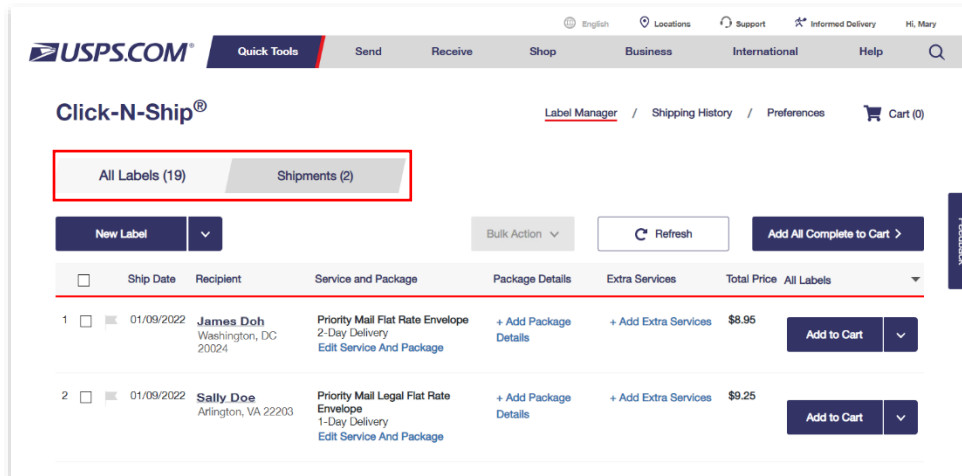 English Locations Support Informed Delivery Hi, Mary
USPS.COM® Quick Tools Send Receive Shop Business International Help
Click-N-Ship® Label Manager / Shipping History / Preferences Cart (0)
All Labels (19) Shipments (2)
Feedback
New Label Bulk Action Refresh Add All Complete to Cart >
Ship Date Recipient Service and Package Package Details Extra Services Total Price All Labels
1 01/09/2022 James Doh Priority Mail Flat Rate Envelope + Add Package + Add Extra Services $8.95
Washington, DC 2-Day Delivery Details Add to Cart
20024 Edit Service And Package
2 01/09/2022 Sally Doe Priority Mail Legal Flat Rate + Add Package + Add Extra Services $9.25
Arlington, VA 22203 Envelope Details Add to Cart
1-Day Delivery
Edit Service And Package